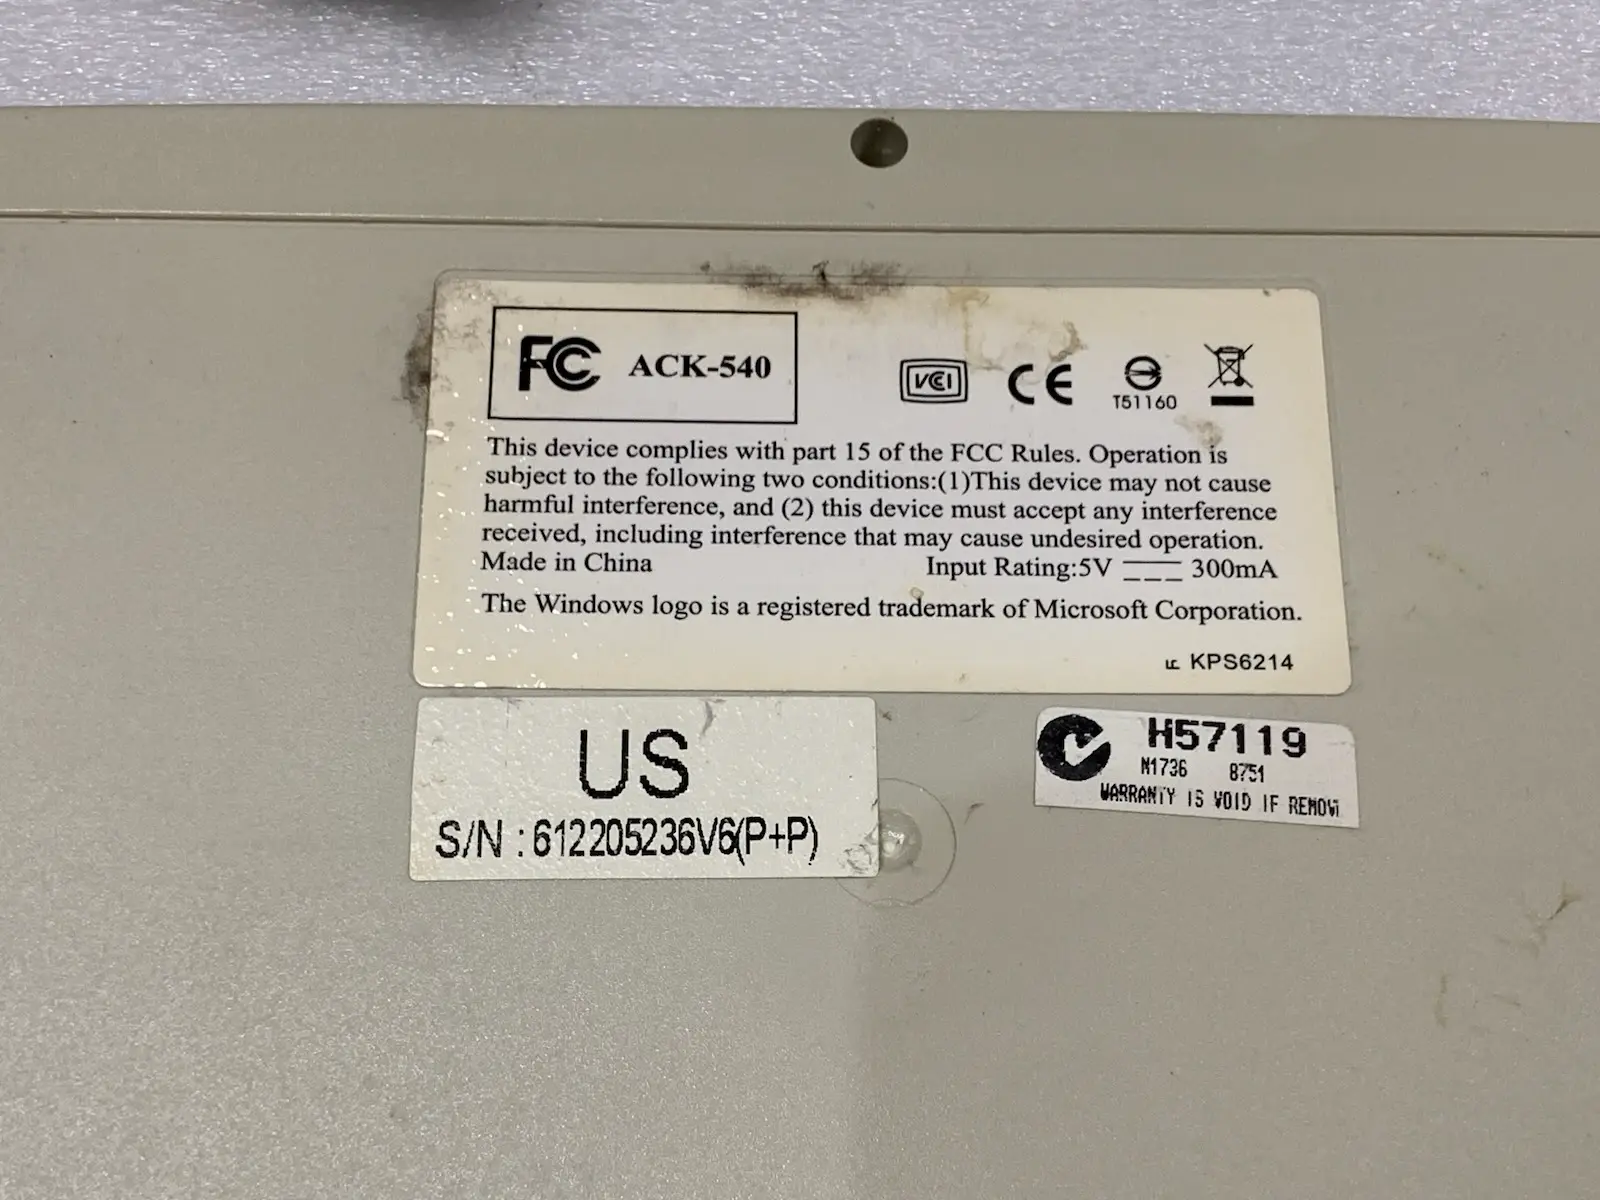 FC ACK-540
VCI CE
T51160
This device complies with part 15 of the FCC Rules. Operation is
subject to the following two conditions:(1)This device may not cause
harmful interference, and (2) this device must accept any interference
received, including interference that may cause undesired operation.
Made in China Input Rating:5V 300mA
The Windows logo is a registered trademark of Microsoft Corporation.
KPS6214
US
S/N : 612205236V6(P+P)
H57119
N1736 8751
WARRANTY IS VOID IF REMOV